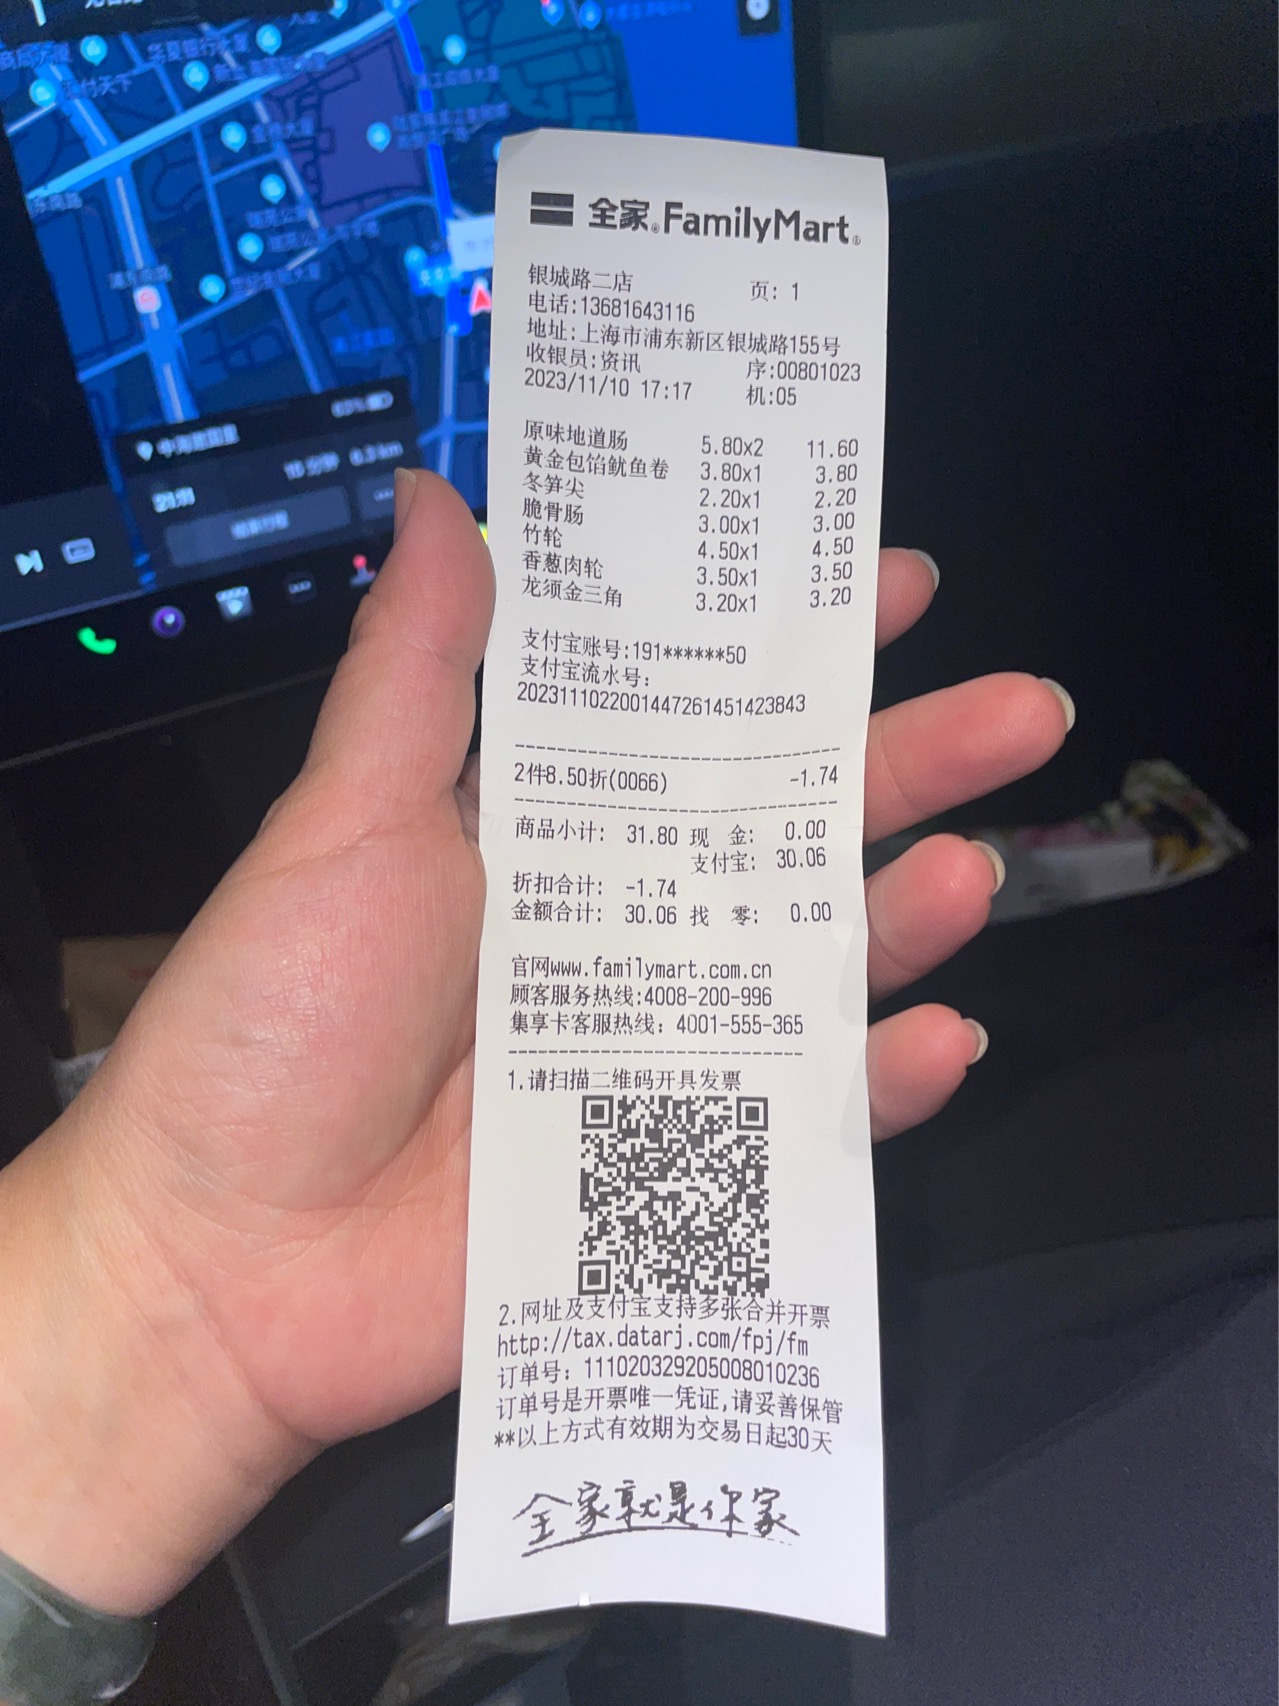 全家 FamilyMart
银城路二店 页: 1
电话:13681643116
地址:上海市浦东新区银城路155号
收银员:资讯 序:00801023
2023/11/10 17:17 机:05
原味地道肠 5.80x2 11.60
黄金包馅鱿鱼卷 3.80x1 3.80
冬笋尖 2.20x1 2.20
脆骨肠 3.00x1 3.00
竹轮 4.50x1 4.50
香葱肉轮 3.50x1 3.50
龙须金三角 3.20x1 3.20
支付宝账号:191******50
支付宝流水号:
2023111022001447261451423843
2件8.50折(0066) -1.74
商品小计: 31.80 现 金: 0.00
支付宝: 30.06
折扣合计: -1.74
金额合计: 30.06 找 零: 0.00
官网www.familymart.com.cn
顾客服务热线:4008-200-996
集享卡客服热线: 4001-555-365
1.请扫描二维码开具发票
2.网址及支付宝支持多张合并开票
http://tax.datarj.com/fpj/fm
订单号: 111020329205008010236
订单号是开票唯一凭证,请妥善保管
**以上方式有效期为交易日起30天
全家就是你家